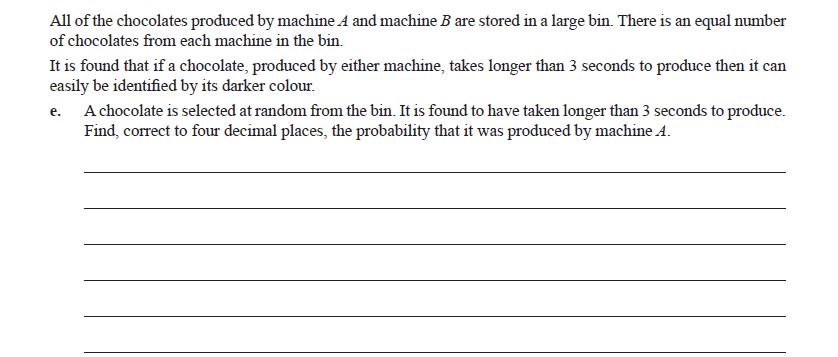 All of the chocolates produced by machine A and machine B are stored in a large bin. There is an equal number
of chocolates from each machine in the bin.
It is found that if a chocolate, produced by either machine, takes longer than 3 seconds to produce then it can
easily be identified by its darker colour.
e. A chocolate is selected at random from the bin. It is found to have taken longer than 3 seconds to produce.
Find, correct to four decimal places, the probability that it was produced by machine A.